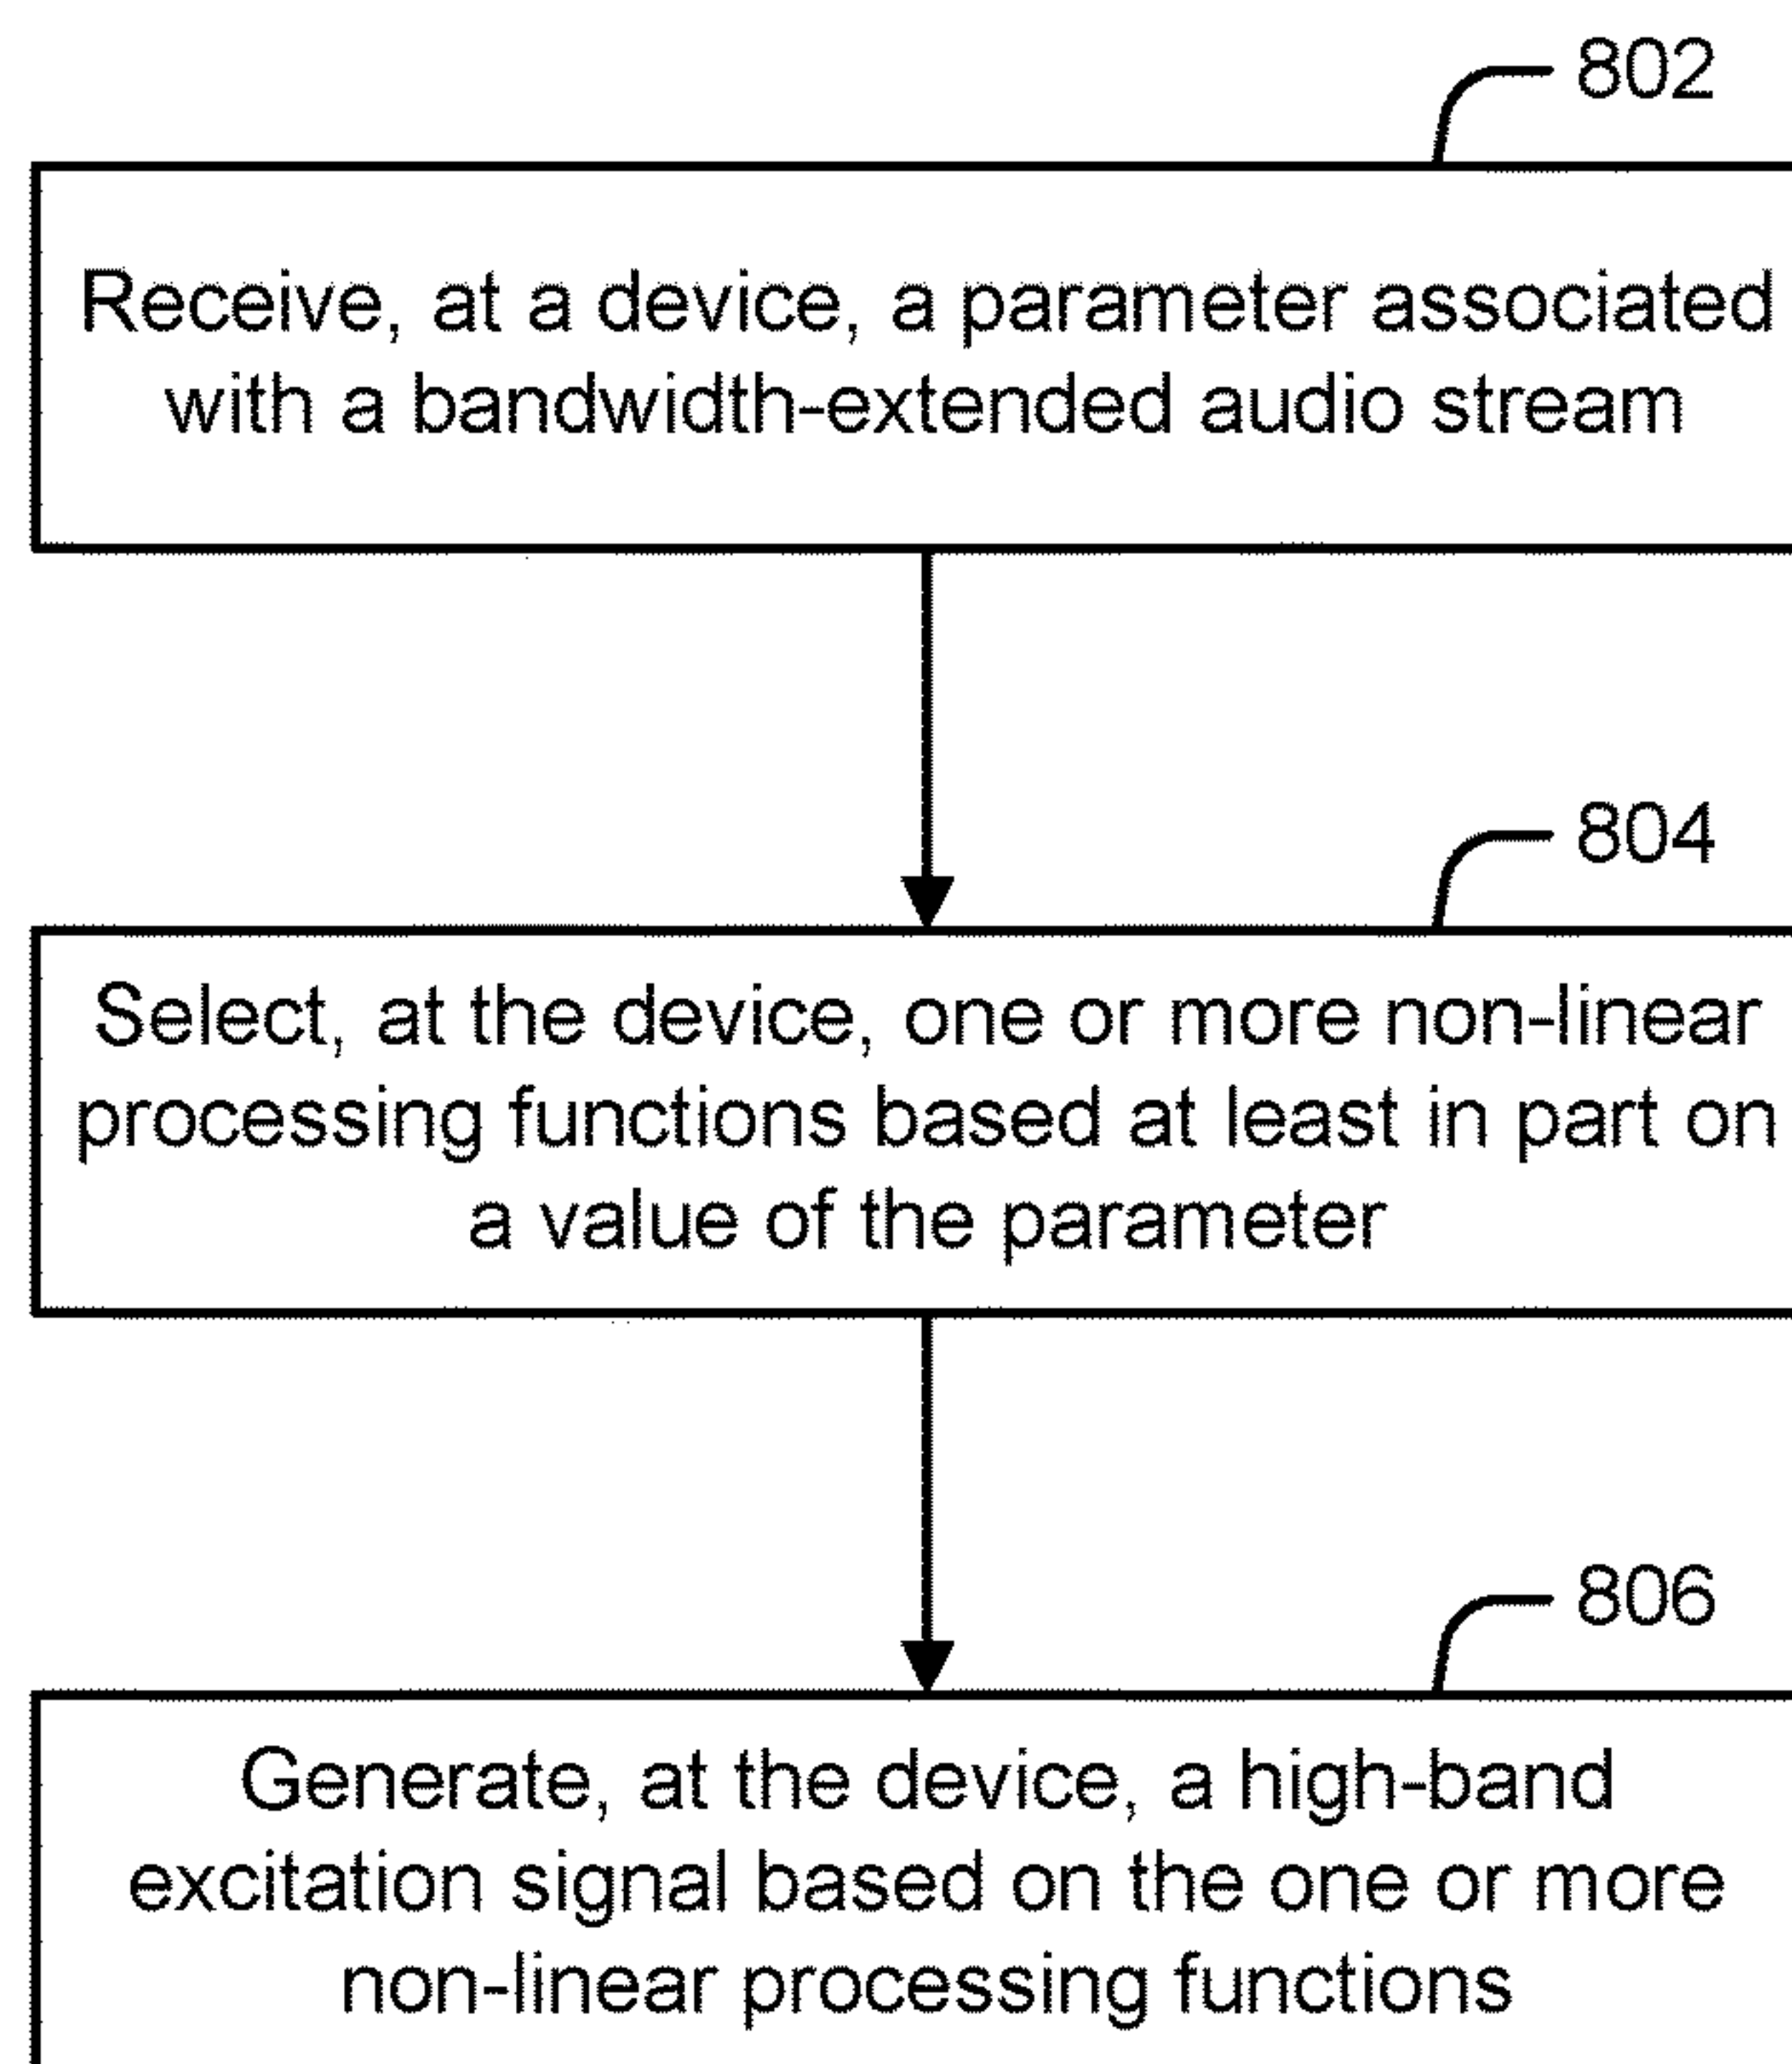 802
Receive, at a device, a parameter associated
with a bandwidth-extended audio stream
804
Select, at the device, one or more non-linear
processing functions based at least in part on
a value of the parameter
806
Generate, at the device, a high-band
excitation signal based on the one or more
non-linear processing functions